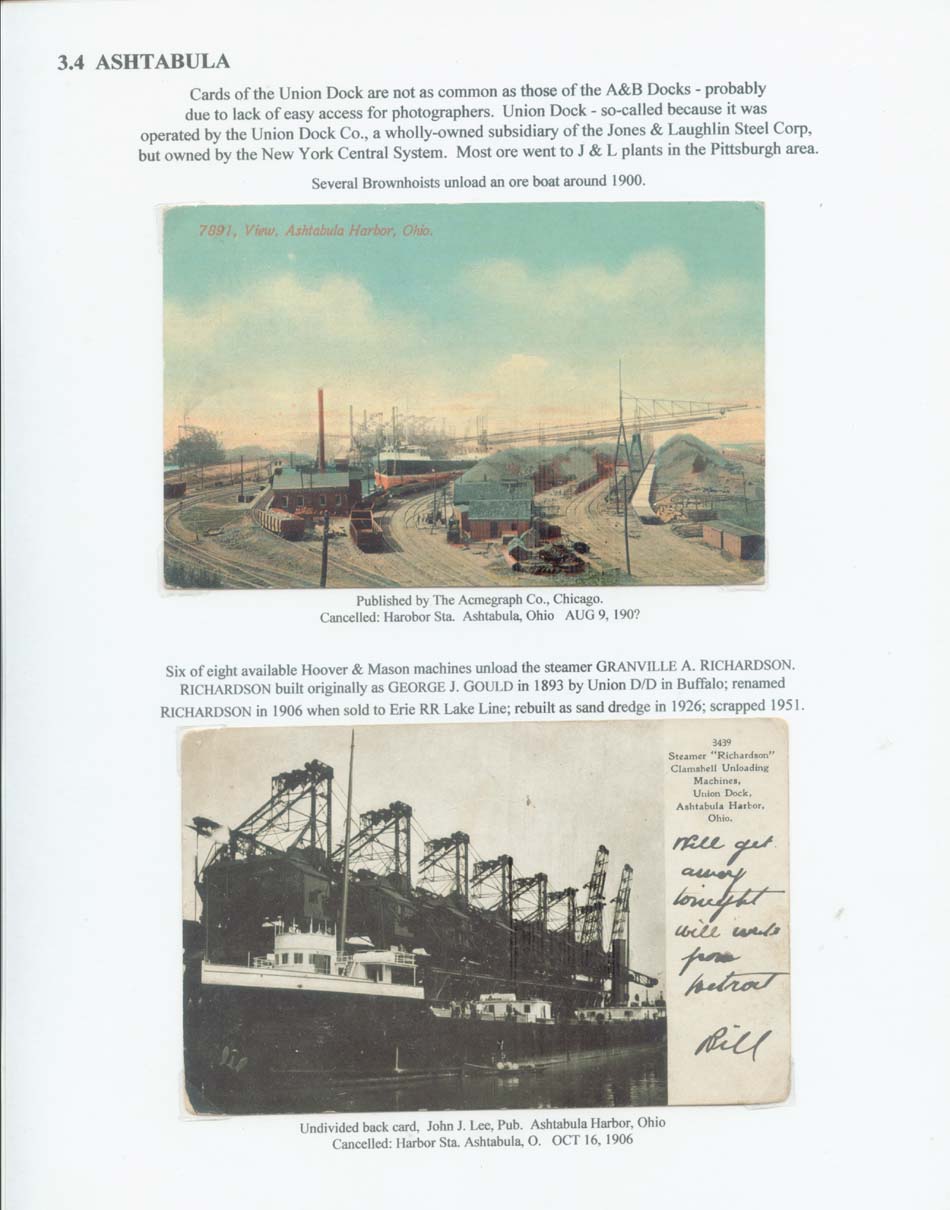 3.4 ASHTABULA
Cards of the Union Dock are not as common as those of the A&B Docks - probably
due to lack of easy access for photographers. Union Dock - so-called because it was
operated by the Union Dock Co., a wholly-owned subsidiary of the Jones & Laughlin Steel Corp,
but owned by the New York Central System. Most ore went to J & L plants in the Pittsburgh area.
Several Brownhoists unload an ore boat around 1900.
7891, View, Ashtabula Harbor, Ohio.
Published by The Acmegraph Co., Chicago.
Cancelled: Harobor Sta. Ashtabula, Ohio AUG 9, 190?
Six of eight available Hoover & Mason machines unload the steamer GRANVILLE A. RICHARDSON.
RICHARDSON built originally as GEORGE J. GOULD in 1893 by Union D/D in Buffalo; renamed
RICHARDSON in 1906 when sold to Erie RR Lake Line; rebuilt as sand dredge in 1926; scrapped 1951.
3439
Steamer "Richardson"
Clamshell Unloading
Machines,
Union Dock,
Ashtabula Harbor,
Ohio.
Will get
away
tonight
will
from
Detroit
Bill
Undivided back card, John J. Lee, Pub. Ashtabula Harbor, Ohio
Cancelled: Harbor Sta. Ashtabula, O. OCT 16, 1906